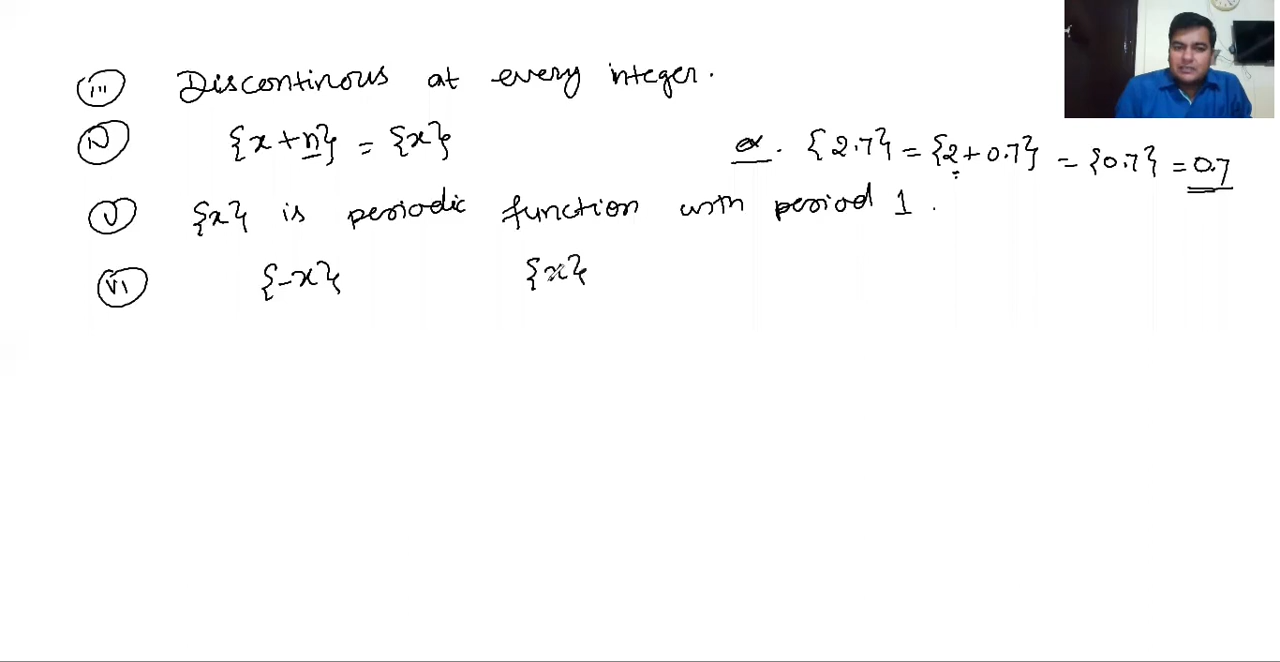 (iii) Discontinous at every integer.
(iv) {x + n} = {x} ex. {2.7} = {2 + 0.7} = {0.7} = 0.7
(v) {x} is periodic function with period 1.
(vi) {-x} {x}